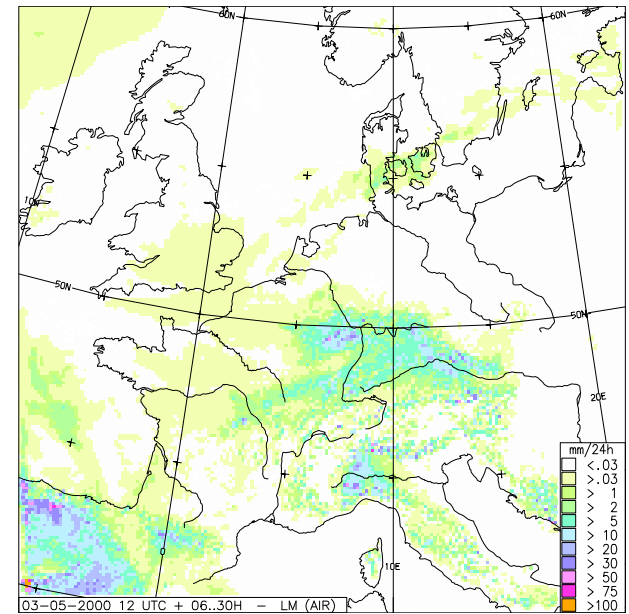 60N
60N
10W
50N
50N
20E
0
10E
mm/24h
<.03
>.03
> 1
> 2
> 5
> 10
> 20
> 30
> 50
> 75
>100
03-05-2000 12 UTC + 06..30H – LM (AIR)